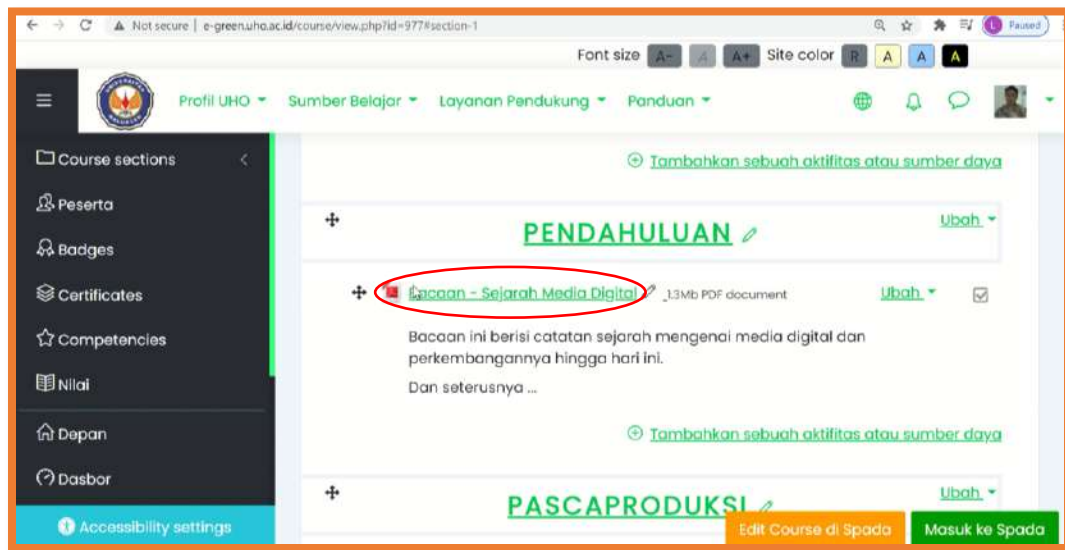 Not secure | e-green.uho.ac.id/course/view.php?id=977#section-1
Paused
Font size A- A A+ Site color R A A A
Profil UHO Sumber Belajar Layanan Pendukung Panduan
Course sections
Tambahkan sebuah aktifitas atau sumber daya
Peserta
PENDAHULUAN
Ubah
Badges
Certificates
Bacaan - Sejarah Media Digital 1.3Mb PDF document
Ubah
Competencies
Bacaan ini berisi catatan sejarah mengenai media digital dan
perkembangannya hingga hari ini.
Nilai
Dan seterusnya ...
Depan
Tambahkan sebuah aktifitas atau sumber daya
Dasbor
PASCAPRODUKSI
Ubah
Accessibility settings
Edit Course di Spada
Masuk ke Spada